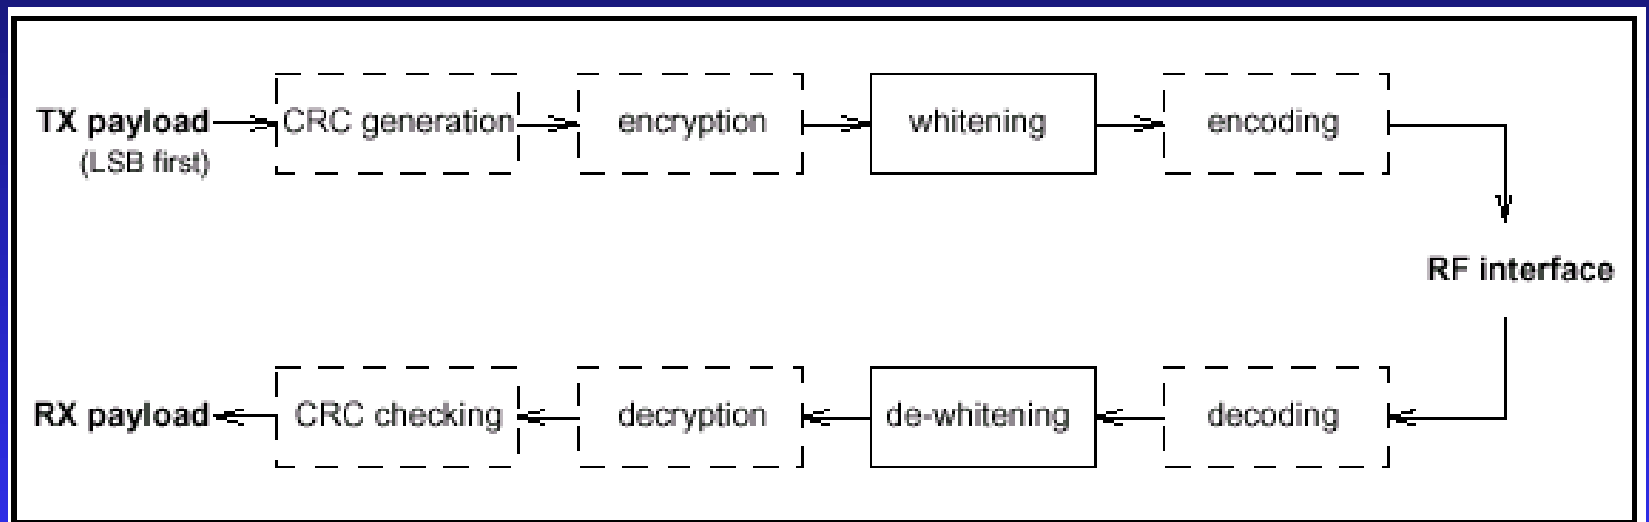 TX payload
(LSB first)
CRC generation
encryption
whitening
encoding
RF interface
RX payload
CRC checking
decryption
de-whitening
decoding